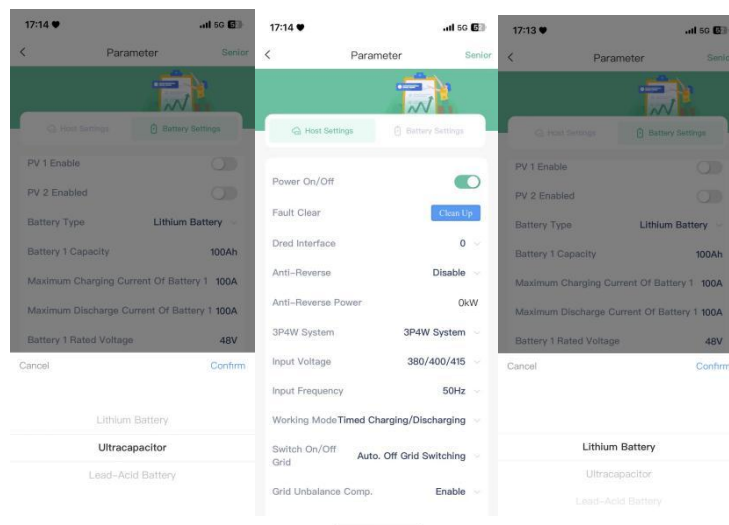 17:14
5G 6
Parameter
Senior
Host Settings
Battery Settings
PV 1 Enable
PV 2 Enabled
Battery Type
Lithium Battery
Battery 1 Capacity
100Ah
Maximum Charging Current Of Battery 1
100A
Maximum Discharge Current Of Battery 1
100A
Battery 1 Rated Voltage
48V
Cancel
Confirm
Lithium Battery
Ultracapacitor
Lead-Acid Battery
17:14
5G 6
Parameter
Senior
Host Settings
Battery Settings
Power On/Off
Fault Clear
Clean Up
Dred Interface
0
Anti-Reverse
Disable
Anti-Reverse Power
0kW
3P4W System
3P4W System
Input Voltage
380/400/415
Input Frequency
50Hz
Working Mode
Timed Charging/Discharging
Switch On/Off
Grid
Auto. Off Grid Switching
Grid Unbalance Comp.
Enable
17:13
5G 6
Parameter
Senio
Host Settings
Battery Settings
PV 1 Enable
PV 2 Enabled
Battery Type
Lithium Battery
Battery 1 Capacity
100Ah
Maximum Charging Current Of Battery 1
100A
Maximum Discharge Current Of Battery 1
100A
Battery 1 Rated Voltage
48V
Cancel
Confirm
Lithium Battery
Ultracapacitor
Lead-Acid Battery